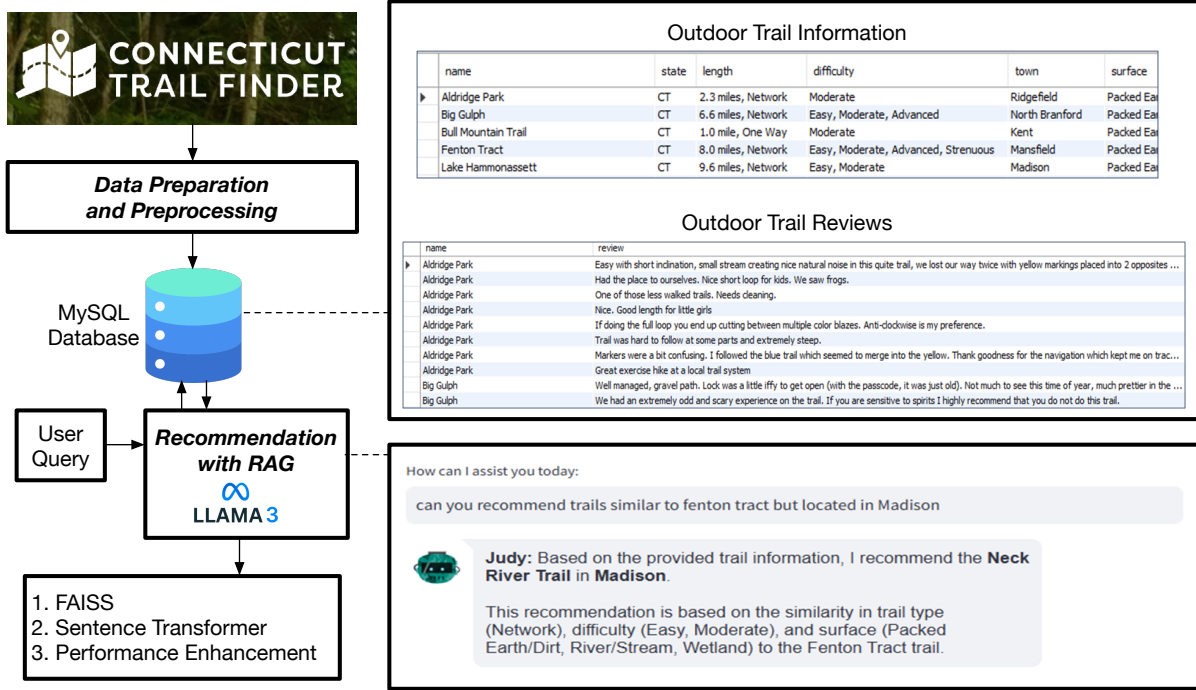 CONNECTICUT
TRAIL FINDER
Data Preparation
and Preprocessing
MySQL
Database
User
Query
Recommendation
with RAG
LLAMA 3
1. FAISS
2. Sentence Transformer
3. Performance Enhancement
Outdoor Trail Information
name state length difficulty town surface
Aldridge Park CT 2.3 miles, Network Moderate Ridgefield Packed Ear
Big Gulph CT 6.6 miles, Network Easy, Moderate, Advanced North Branford Packed Ear
Bull Mountain Trail CT 1.0 mile, One Way Moderate Kent Packed Ear
Fenton Tract CT 8.0 miles, Network Easy, Moderate, Advanced, Strenuous Mansfield Packed Ear
Lake Hammonassett CT 9.6 miles, Network Easy, Moderate Madison Packed Ear
Outdoor Trail Reviews
name review
Aldridge Park Easy with short inclination, small stream creating nice natural noise in this quite trail, we lost our way twice with yellow markings placed into 2 opposites ...
Aldridge Park Had the place to ourselves. Nice short loop for kids. We saw frogs.
Aldridge Park One of those less walked trails. Needs cleaning.
Aldridge Park Nice. Good length for little girls
Aldridge Park If doing the full loop you end up cutting between multiple color blazes. Anti-clockwise is my preference.
Aldridge Park Trail was hard to follow at some parts and extremely steep.
Aldridge Park Markers were a bit confusing. I followed the blue trail which seemed to merge into the yellow. Thank goodness for the navigation which kept me on trac...
Aldridge Park Great exercise hike at a local trail system
Big Gulph Well managed, gravel path. Lock was a little iffy to get open (with the passcode, it was just old). Not much to see this time of year, much prettier in the ...
Big Gulph We had an extremely odd and scary experience on the trail. If you are sensitive to spirits I highly recommend that you do not do this trail.
How can I assist you today:
can you recommend trails similar to fenton tract but located in Madison
Judy: Based on the provided trail information, I recommend the Neck
River Trail in Madison.
This recommendation is based on the similarity in trail type
(Network), difficulty (Easy, Moderate), and surface (Packed
Earth/Dirt, River/Stream, Wetland) to the Fenton Tract trail.